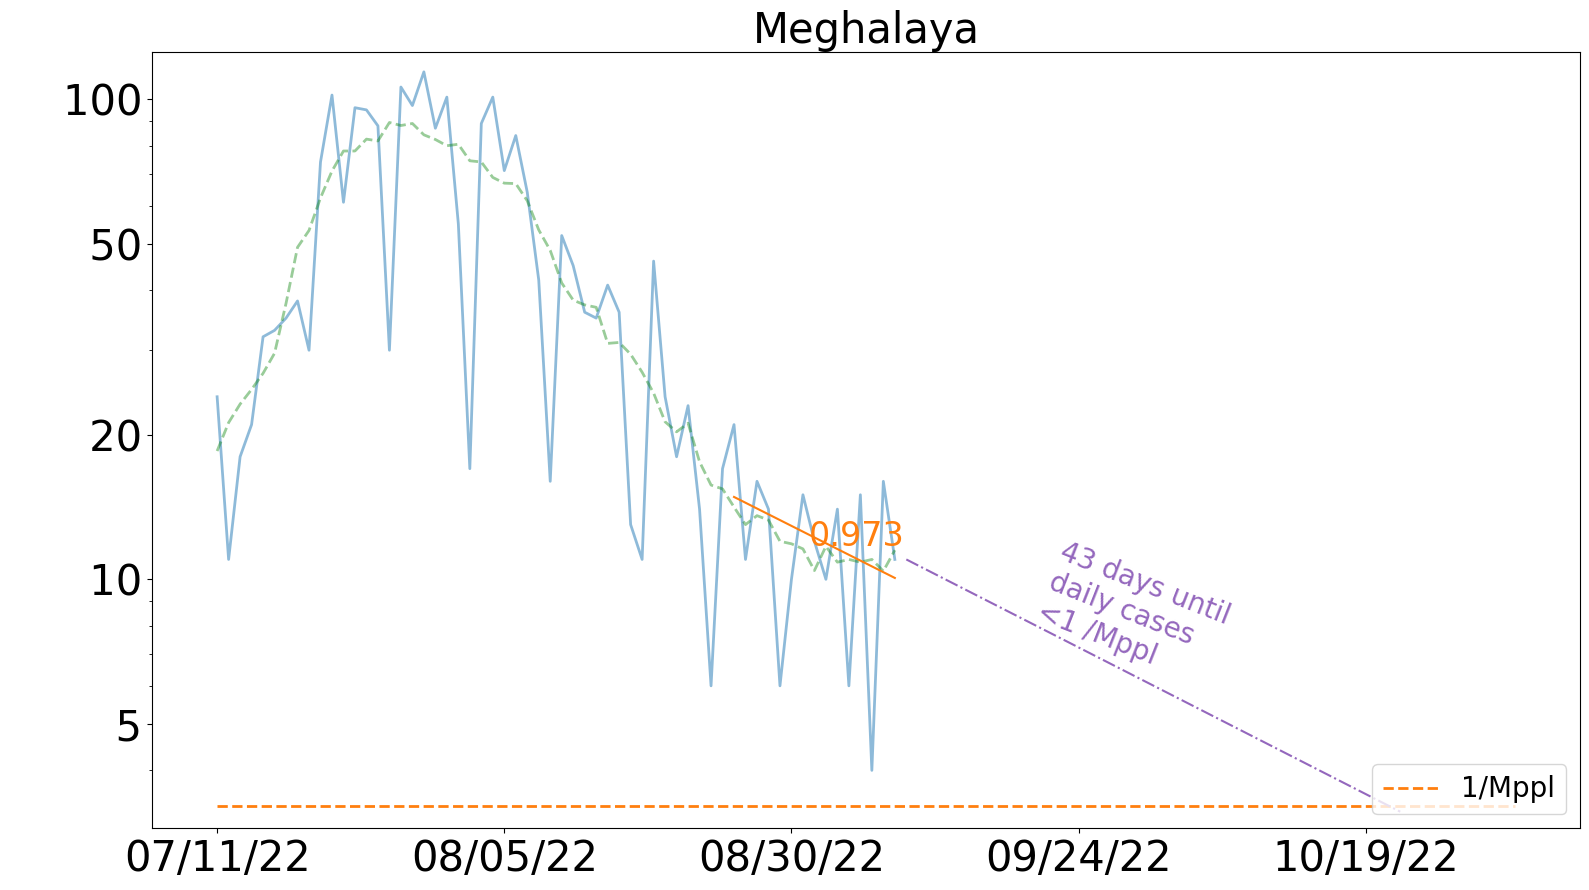 Meghalaya
100
50
20
10
5
0.973
43 days until
daily cases
<1 /Mppl
1/Mppl
07/11/22
08/05/22
08/30/22
09/24/22
10/19/22